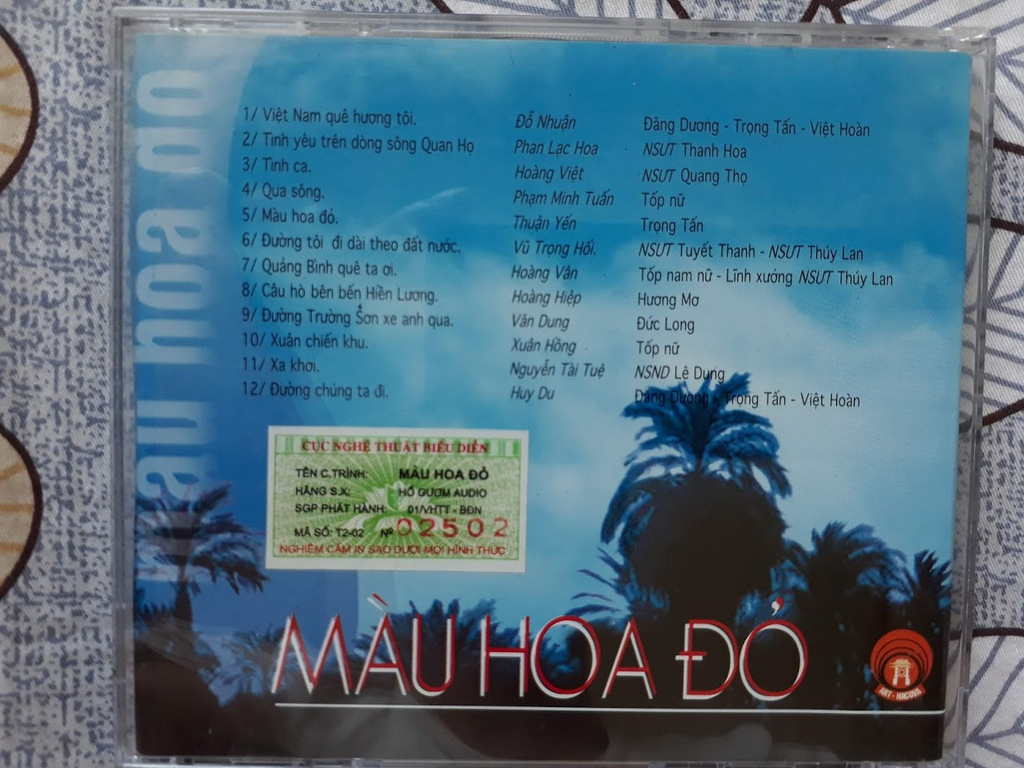 màu hoa đỏ
1/ Việt Nam quê hương tôi. Đỗ Nhuận Đăng Dương - Trọng Tấn - Việt Hoàn
2/ Tình yêu trên dòng sông Quan Họ Phan Lạc Hoa NSUT Thanh Hoa
3/ Tình ca. Hoàng Việt NSUT Quang Thọ
4/ Qua sông. Phạm Minh Tuấn Tốp nữ
5/ Màu hoa đỏ. Thuận Yến Trọng Tấn
6/ Đường tôi đi dài theo đất nước. Vũ Trọng Hối. NSUT Tuyết Thanh - NSUT Thúy Lan
7/ Quảng Bình quê ta ơi. Hoàng Vân Tốp nam nữ - Lĩnh xướng NSUT Thúy Lan
8/ Câu hò bên bến Hiền Lương. Hoàng Hiệp Hương Mơ
9/ Đường Trường Sơn xe anh qua. Văn Dung Đức Long
10/ Xuân chiến khu. Xuân Hồng Tốp nữ
11/ Xa khơi. Nguyễn Tài Tuệ NSND Lê Dung
12/ Đường chúng ta đi. Huy Du Đăng Dương - Trọng Tấn - Việt Hoàn
CỤC NGHỆ THUẬT BIỂU DIỄN
TÊN C.TRÌNH: MÀU HOA ĐỎ
HÃNG S.X: HỒ GƯƠM AUDIO
SGP PHÁT HÀNH: 01/VHTT - BĐN
MÃ SỐ: T2-02 Nº 02502
NGHIÊM CẤM IN SAO DƯỚI MỌI HÌNH THỨC
MÀU HOA ĐỎ
ART - HACOVA